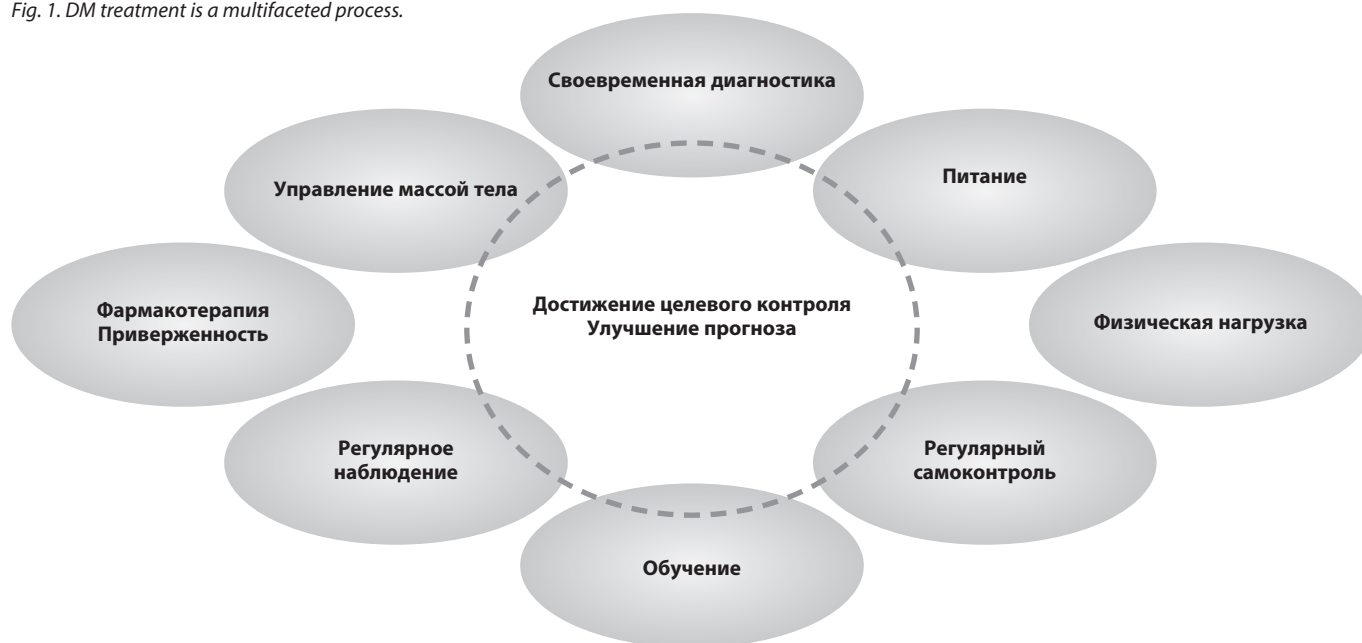 Fig. 1. DM treatment is a multifaceted process.
Своевременная диагностика
Управление массой тела
Питание
Фармакотерапия
Приверженность
Достижение целевого контроля
Улучшение прогноза
Физическая нагрузка
Регулярное
наблюдение
Регулярный
самоконтроль
Обучение